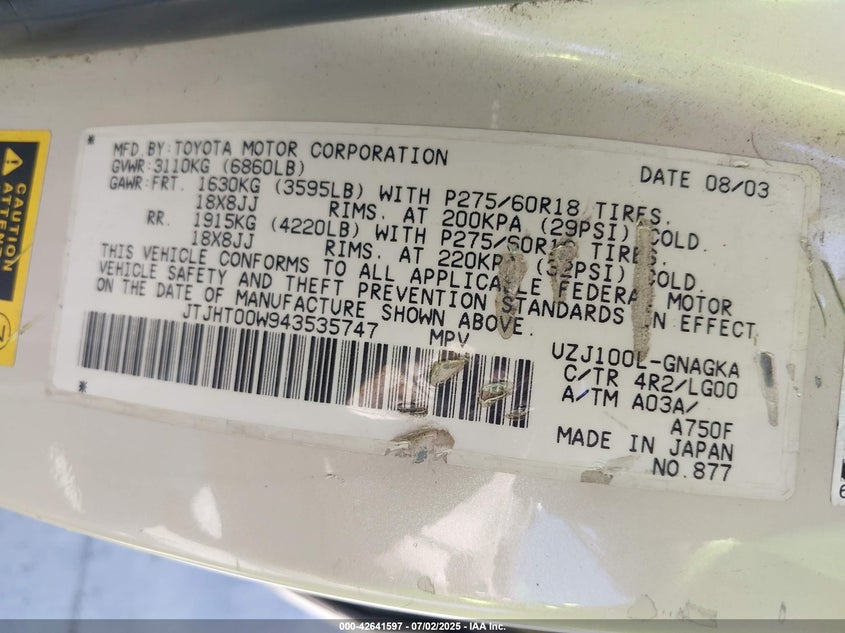 CAUTION
MFD.BY:TOYOTA MOTOR CORPORATION
DATE 08/03
GVWR:3110KG (6860LB)
GAWR:FRT. 1630KG (3595LB) WITH P275/60R18 TIRES.
18X8JJ RIMS. AT 200KPA (29PSI) COLD.
RR. 1915KG (4220LB) WITH P275/60R18 TIRES.
18X8JJ RIMS. AT 220KPA (32PSI) COLD.
THIS VEHICLE CONFORMS TO ALL APPLICABLE FEDERAL MOTOR
VEHICLE SAFETY AND THEFT PREVENTION STANDARDS IN EFFECT
ON THE DATE OF MANUFACTURE SHOWN ABOVE.
JTJHT00W943535747 MPV
UZJ100L-GNAGKA
C/TR 4R2/LG00
A/TM A03A/
A750F
MADE IN JAPAN
NO.877
000-42641597 - 07/02/2025 - IAA Inc.